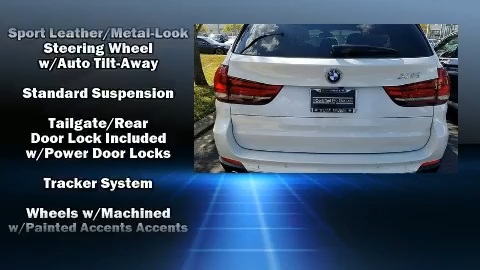 Sport Leather/Metal-Look
Steering Wheel
w/Auto Tilt-Away
Standard Suspension
Tailgate/Rear
Door Lock Included
w/Power Door Locks
Tracker System
Wheels w/Machined
w/Painted Accents Accents